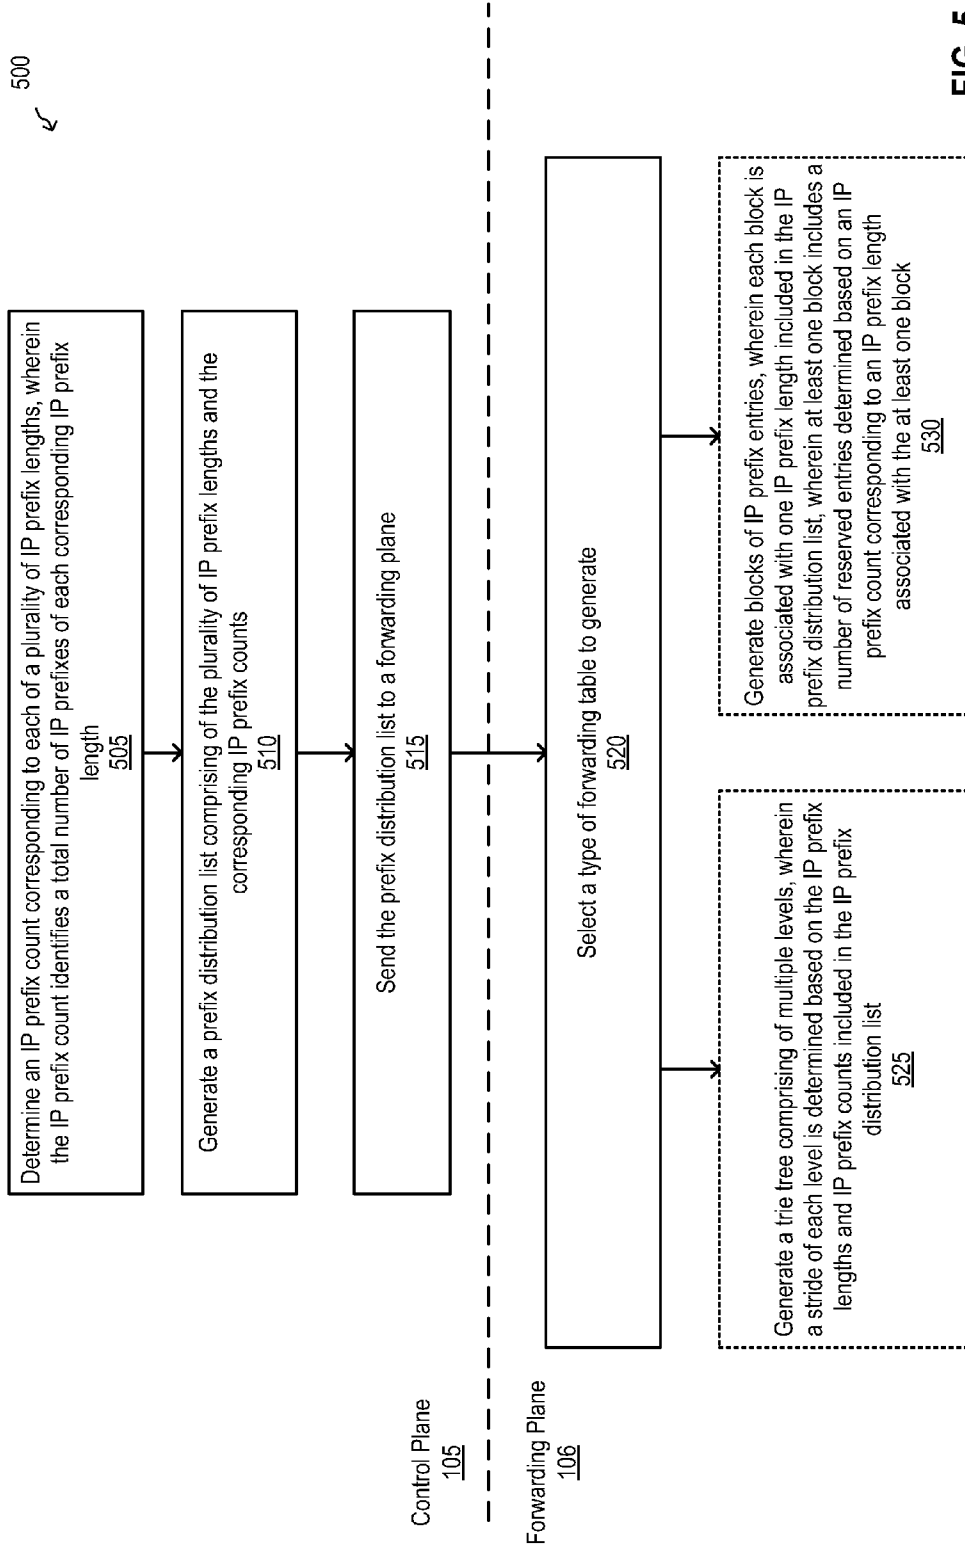 500
Determine an IP prefix count corresponding to each of a plurality of IP prefix lengths, wherein
the IP prefix count identifies a total number of IP prefixes of each corresponding IP prefix
length
505
Generate a prefix distribution list comprising of the plurality of IP prefix lengths and the
corresponding IP prefix counts
510
Send the prefix distribution list to a forwarding plane
515
Control Plane
105
Forwarding Plane
106
Select a type of forwarding table to generate
520
Generate a trie tree comprising of multiple levels, wherein
a stride of each level is determined based on the IP prefix
lengths and IP prefix counts included in the IP prefix
distribution list
525
Generate blocks of IP prefix entries, wherein each block is
associated with one IP prefix length included in the IP
prefix distribution list, wherein at least one block includes a
number of reserved entries determined based on an IP
prefix count corresponding to an IP prefix length
associated with the at least one block
530
FIG. 5